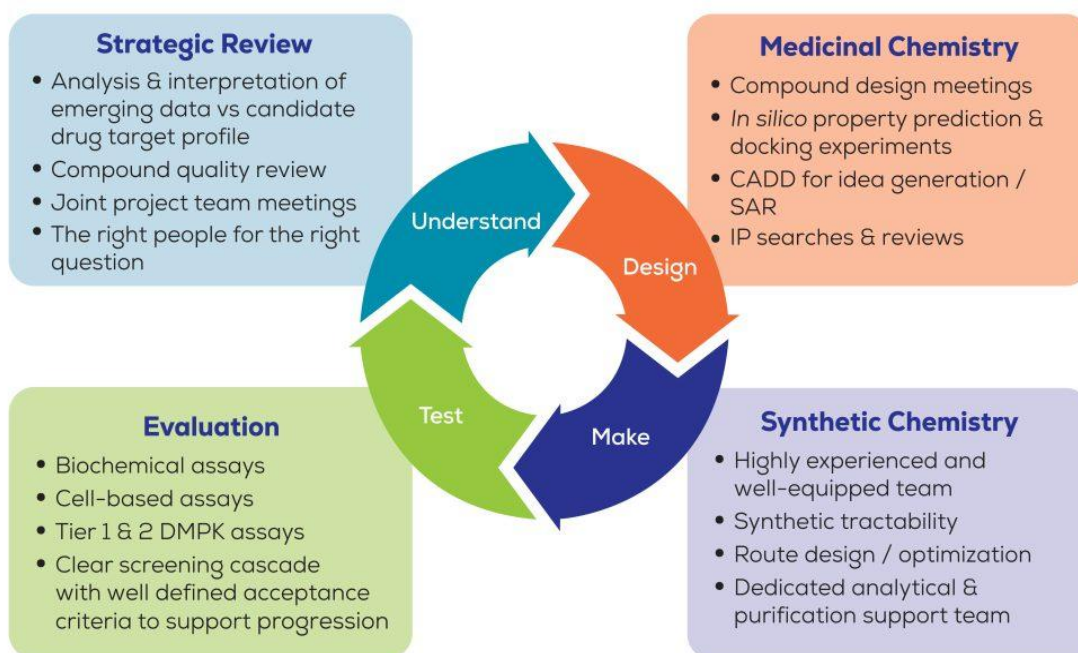 Strategic Review
• Analysis & interpretation of
emerging data vs candidate
drug target profile
• Compound quality review
• Joint project team meetings
• The right people for the right
question
Medicinal Chemistry
• Compound design meetings
• In silico property prediction &
docking experiments
• CADD for idea generation /
SAR
• IP searches & reviews
Understand
Design
Test
Make
Evaluation
• Biochemical assays
• Cell-based assays
• Tier 1 & 2 DMPK assays
• Clear screening cascade
with well defined acceptance
criteria to support progression
Synthetic Chemistry
• Highly experienced and
well-equipped team
• Synthetic tractability
• Route design / optimization
• Dedicated analytical &
purification support team